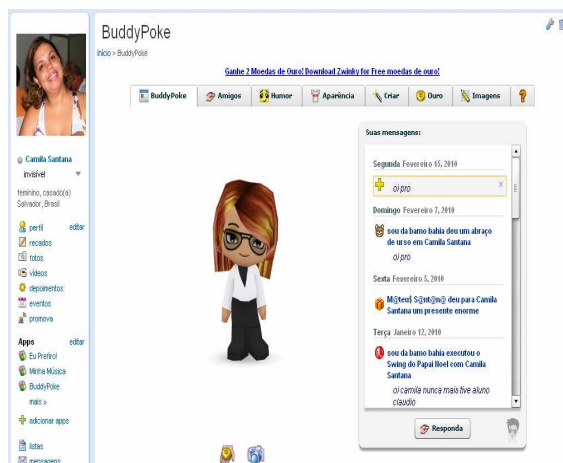 BuddyPoke
Início > BuddyPoke
Ganhe 2 Moedas de Ouro! Download Zwinky for Free moedas de ouro!
BuddyPoke
Amigos
Humor
Aparência
Criar
Ouro
Imagens
?
Camila Santana
invisível
feminino, casado(a)
Salvador, Brasil
perfil editar
recados
fotos
vídeos
depoimentos
eventos
promova
Apps editar
Eu Prefiro!
Minha Música
BuddyPoke
mais »
adicionar apps
listas
mensagens
Suas mensagens:
Segunda Fevereiro 15, 2010
oi pro
Domingo Fevereiro 7, 2010
sou da bamo bahia deu um abraço
de urso em Camila Santana
oi pro
Sexta Fevereiro 5, 2010
M@teu$ S@nt@n@ deu para Camila
Santana um presente enorme
Terça Janeiro 12, 2010
sou da bamo bahia executou o
Swing do Papai Noel com Camila
Santana
oi camila nunca mais tive aluno
claudio
Responda